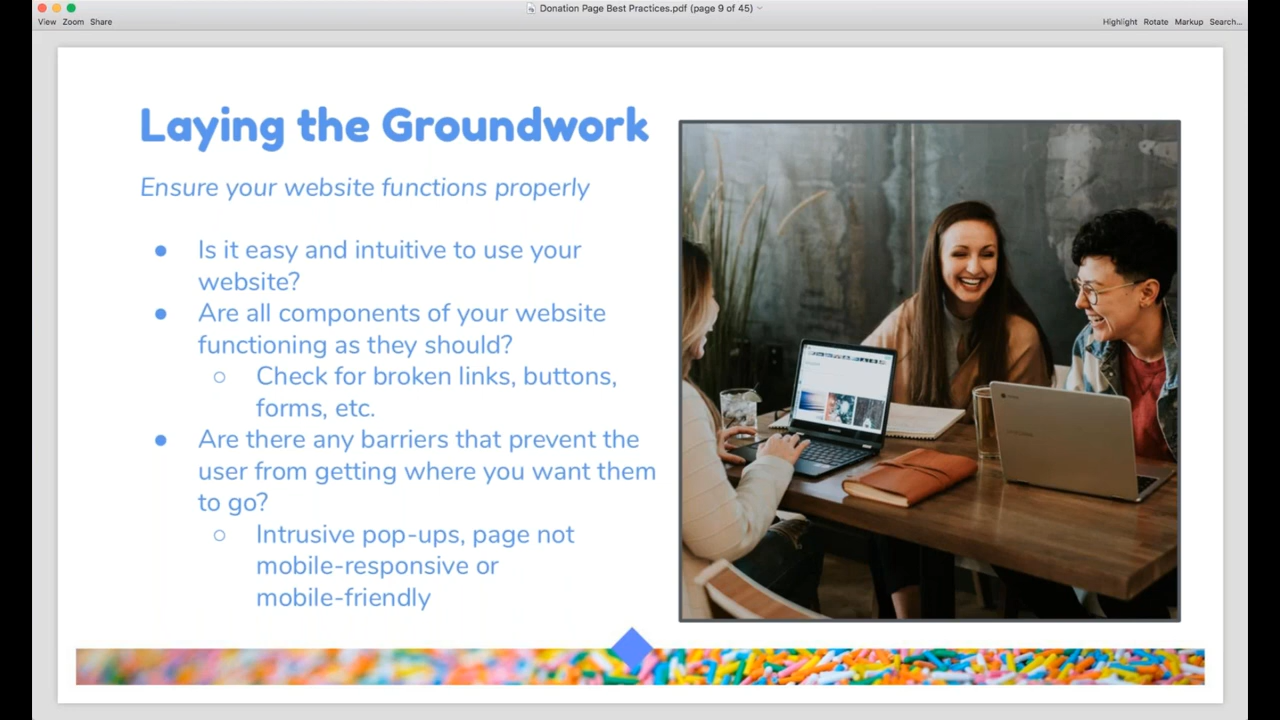 Donation Page Best Practices.pdf (page 9 of 45)
View Zoom Share
Highlight Rotate Markup Search...
Laying the Groundwork
Ensure your website functions properly
● Is it easy and intuitive to use your
website?
● Are all components of your website
functioning as they should?
○ Check for broken links, buttons,
forms, etc.
● Are there any barriers that prevent the
user from getting where you want them
to go?
○ Intrusive pop-ups, page not
mobile-responsive or
mobile-friendly